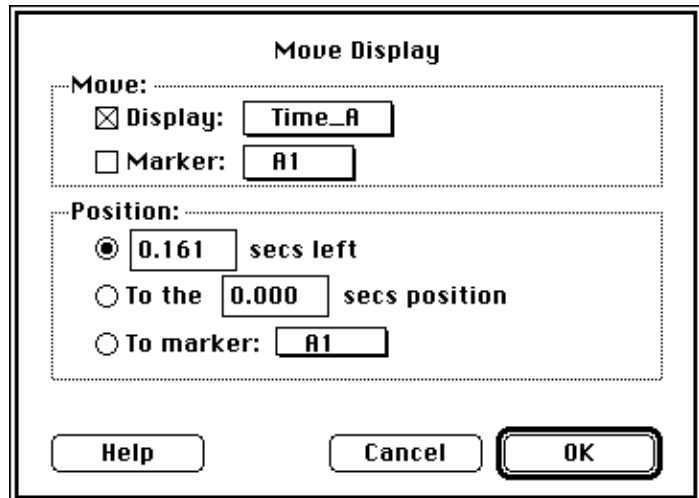 Move Display
Move:
Display: Time_A
Marker: A1
Position:
0.161 secs left
To the 0.000 secs position
To marker: A1
Help Cancel OK